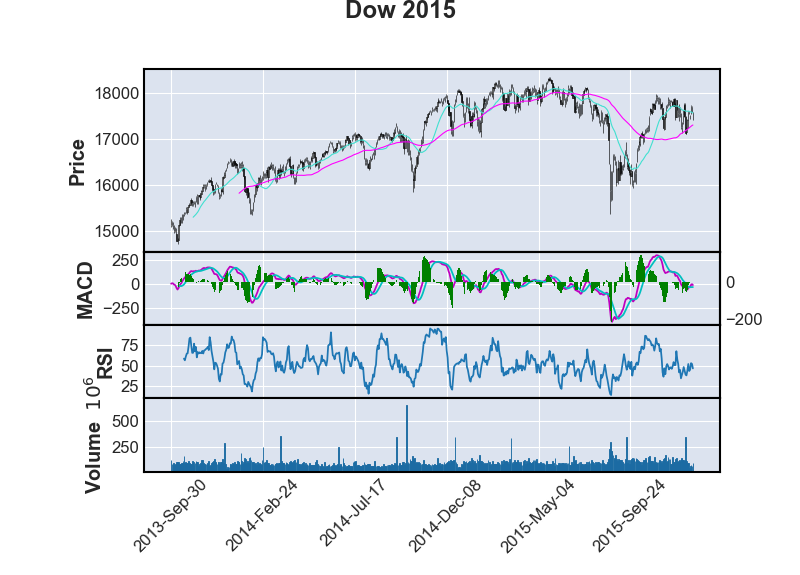 Dow 2015
Price
18000
17000
16000
15000
MACD
250
0
−250
0
−200
RSI
75
50
25
Volume 10^6
500
250
2013-Sep-30
2014-Feb-24
2014-Jul-17
2014-Dec-08
2015-May-04
2015-Sep-24